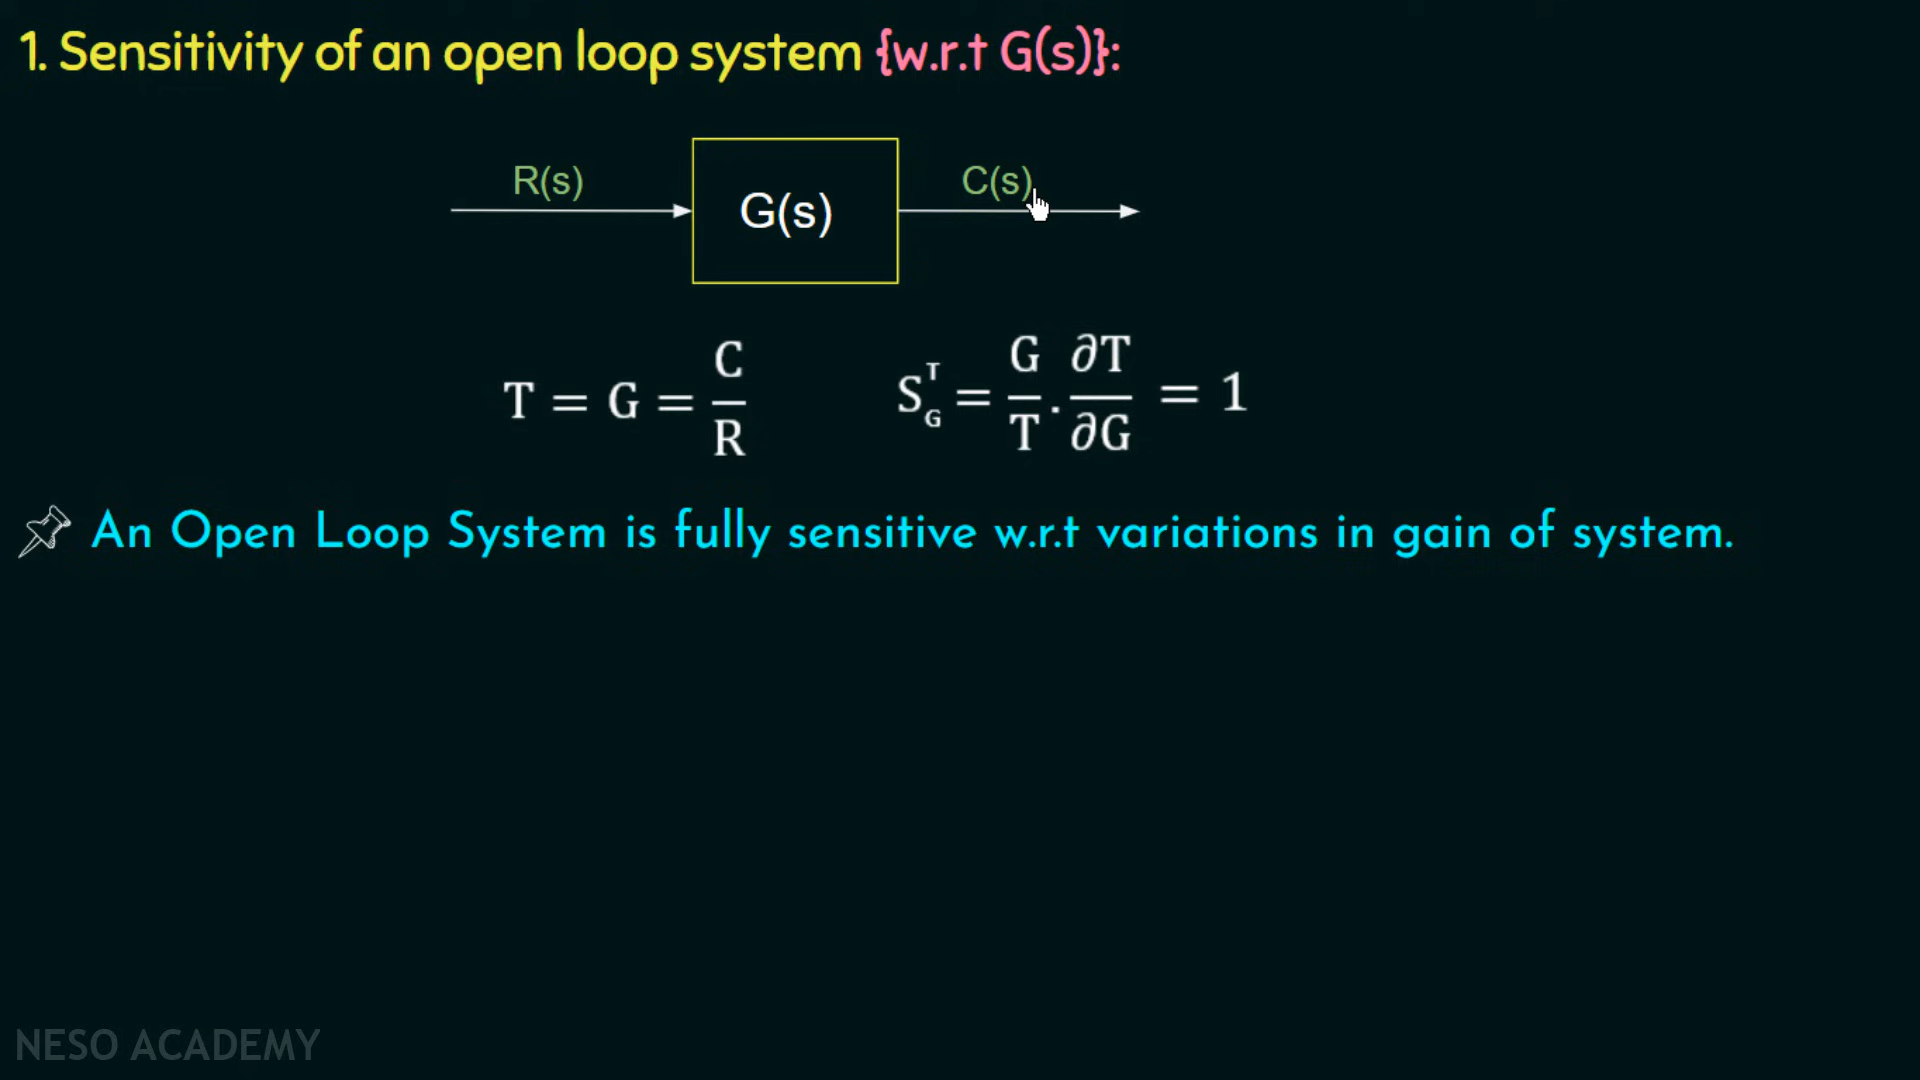 1. Sensitivity of an open loop system {w.r.t G(s)}:
R(s) G(s) C(s)
T = G = C/R
S^T_G = G/T . ∂T/∂G = 1
An Open Loop System is fully sensitive w.r.t variations in gain of system.
NESO ACADEMY